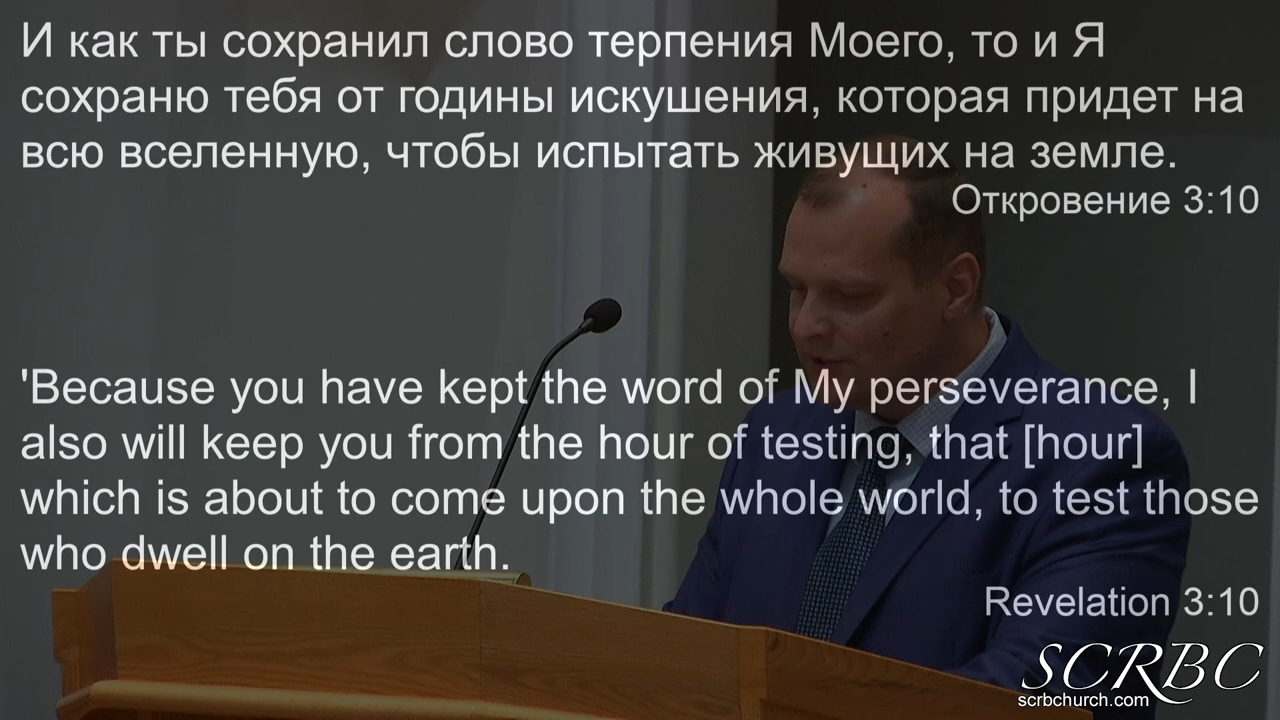 И как ты сохранил слово терпения Моего, то и Я
сохраню тебя от годины искушения, которая придет на
всю вселенную, чтобы испытать живущих на земле.
Откровение 3:10
'Because you have kept the word of My perseverance, I
also will keep you from the hour of testing, that [hour]
which is about to come upon the whole world, to test those
who dwell on the earth.
Revelation 3:10
SCRBC
scrbchurch.com